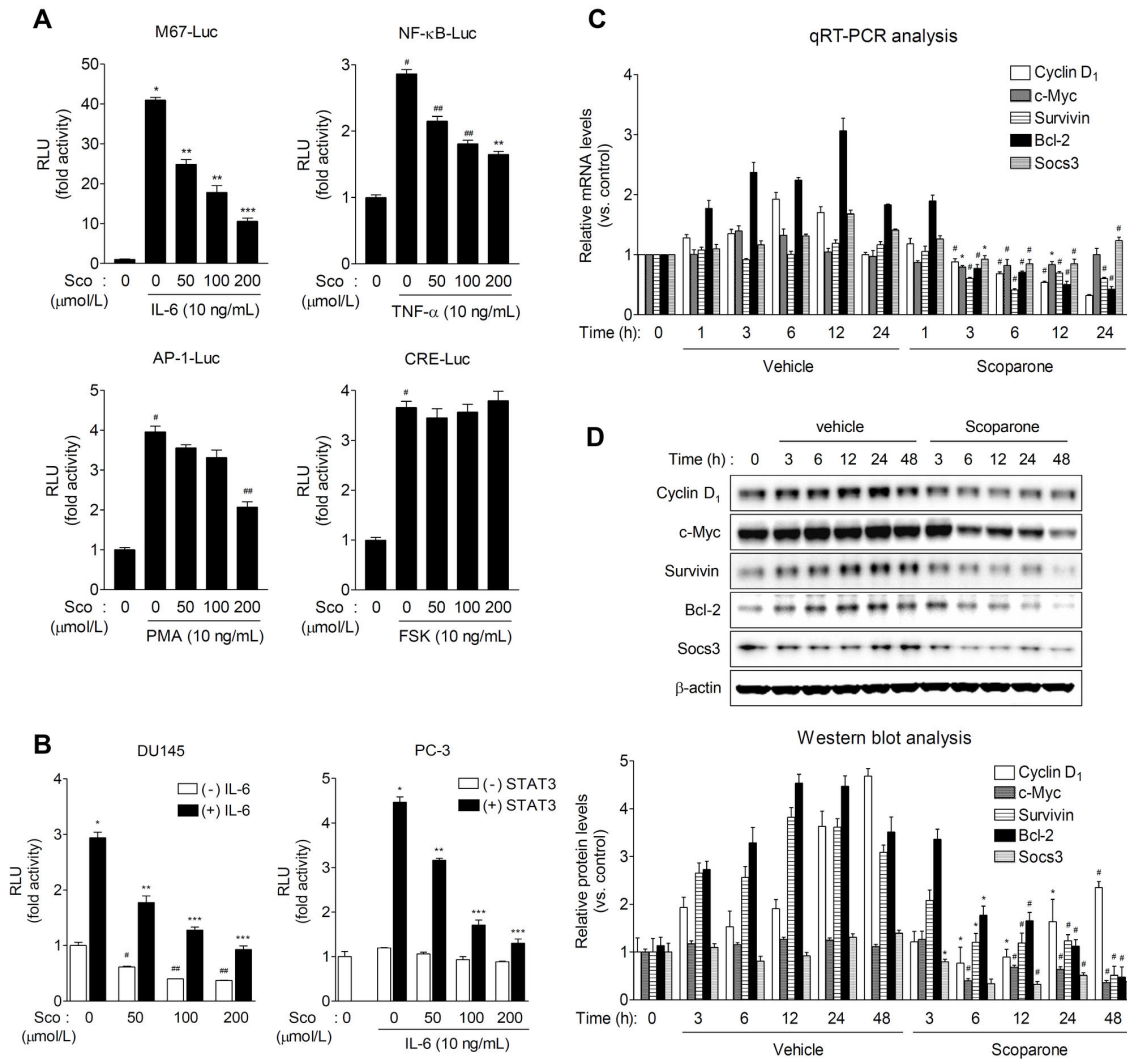 A
M67-Luc
RLU
(fold activity)
50
40
30
20
10
0
Sco : 0 0 50 100 200
(μmol/L)
IL-6 (10 ng/mL)
* ** ** ***
NF-κB-Luc
RLU
(fold activity)
3
2
1
0
Sco : 0 0 50 100 200
(μmol/L)
TNF-α (10 ng/mL)
# ## ## **
AP-1-Luc
RLU
(fold activity)
5
4
3
2
1
0
Sco : 0 0 50 100 200
(μmol/L)
PMA (10 ng/mL)
# ##
CRE-Luc
RLU
(fold activity)
4
3
2
1
0
Sco : 0 0 50 100 200
(μmol/L)
FSK (10 ng/mL)
#
B
DU145
(-) IL-6
(+) IL-6
RLU
(fold activity)
4
3
2
1
0
* ** *** ***
# ## ##
Sco : 0 50 100 200
(μmol/L)
PC-3
(-) STAT3
(+) STAT3
RLU
(fold activity)
5
4
3
2
1
0
* ** *** ***
Sco : 0 0 50 100 200
(μmol/L)
IL-6 (10 ng/mL)
C
qRT-PCR analysis
Cyclin D1
c-Myc
Survivin
Bcl-2
Socs3
Relative mRNA levels
(vs. control)
4
3
2
1
0
Time (h): 0 1 3 6 12 24 1 3 6 12 24
Vehicle Scoparone
D
vehicle Scoparone
Time (h) : 0 3 6 12 24 48 3 6 12 24 48
Cyclin D1
c-Myc
Survivin
Bcl-2
Socs3
β-actin
Western blot analysis
Cyclin D1
c-Myc
Survivin
Bcl-2
Socs3
Relative protein levels
(vs. control)
5
4
3
2
1
0
Time (h): 0 3 6 12 24 48 3 6 12 24 48
Vehicle Scoparone